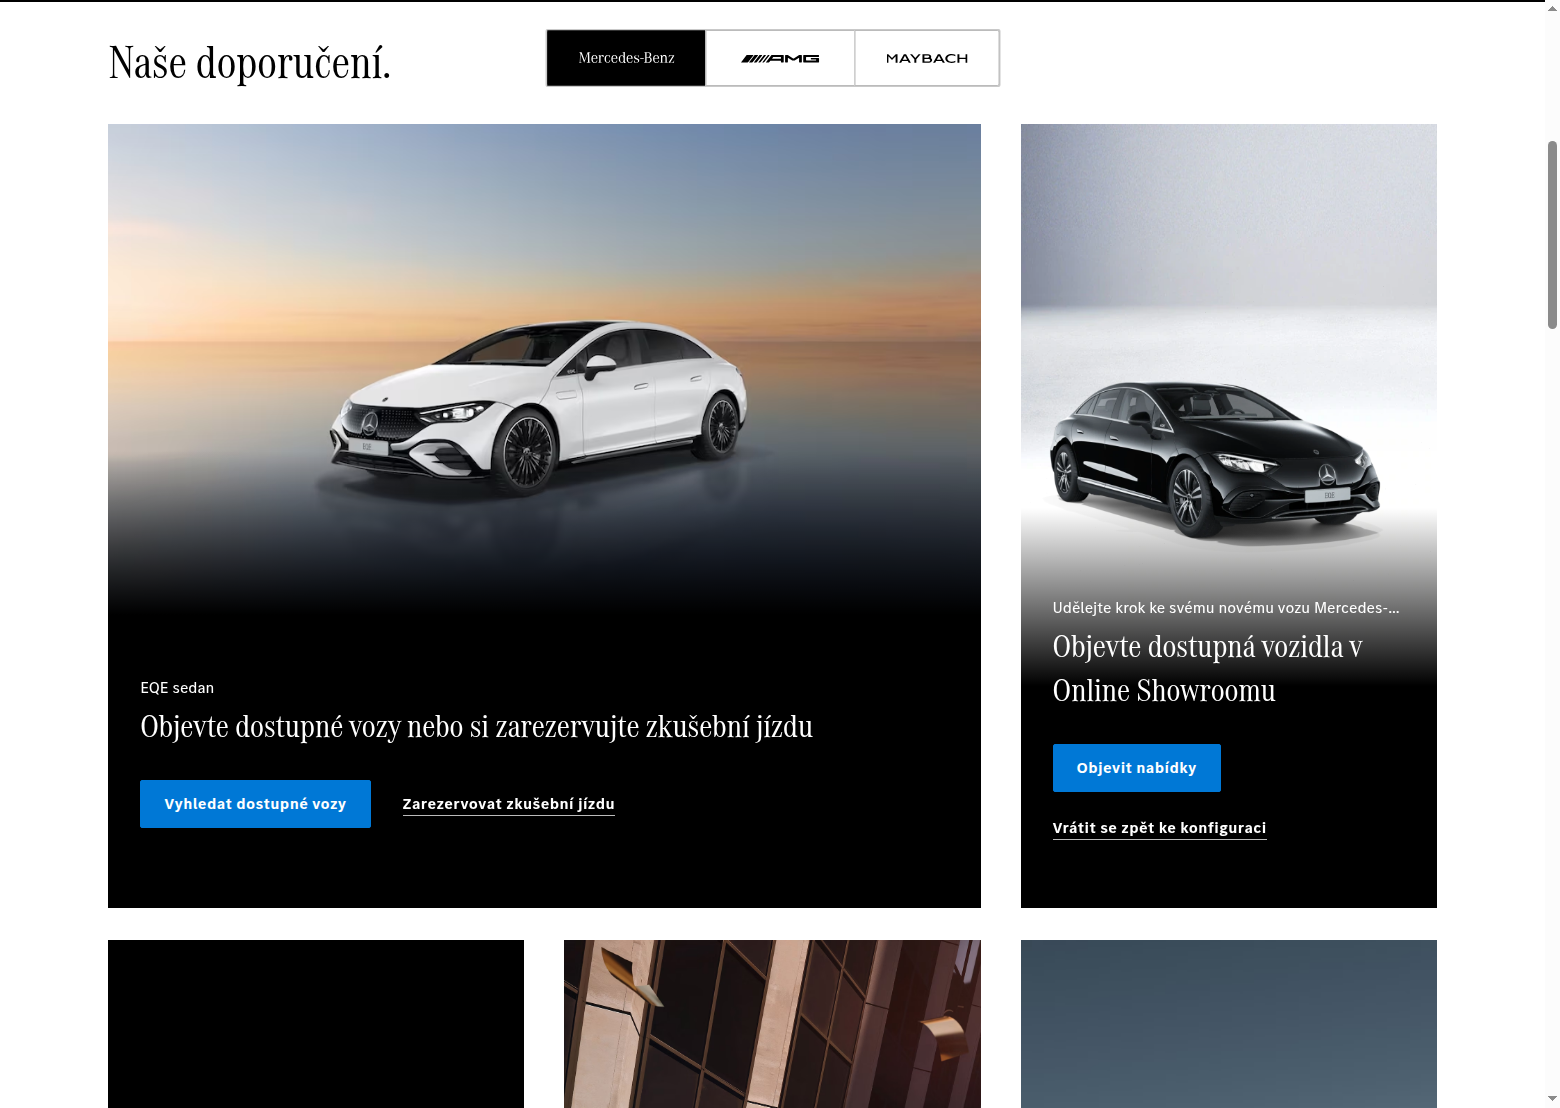 Naše doporučení.
Mercedes-Benz
AMG
MAYBACH
EQE sedan
Objevte dostupné vozy nebo si zarezervujte zkušební jízdu
Vyhledat dostupné vozy
Zarezervovat zkušební jízdu
EQE
Udělejte krok ke svému novému vozu Mercedes-...
Objevte dostupná vozidla v
Online Showroomu
Objevit nabídky
Vrátit se zpět ke konfiguraci